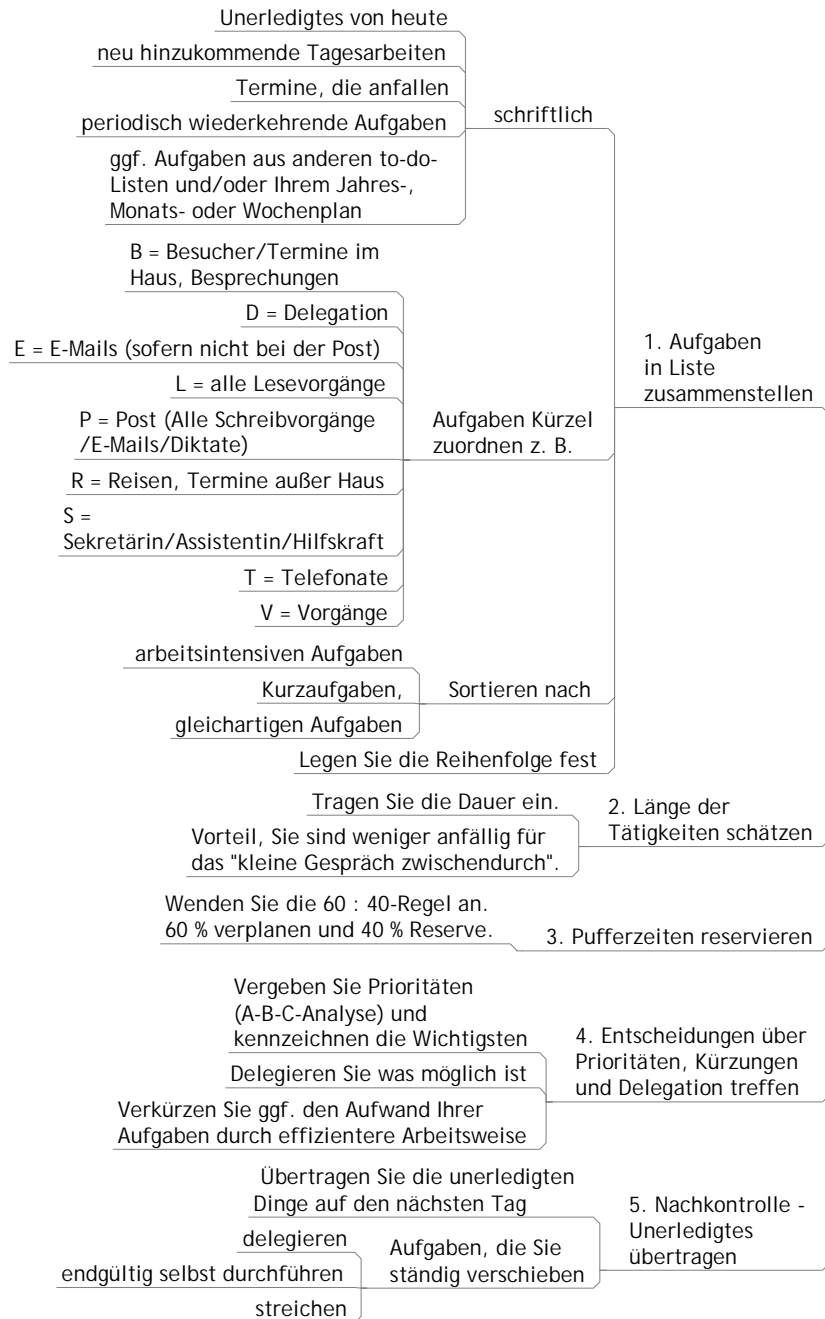 Unerledigtes von heute
neu hinzukommende Tagesarbeiten
Termine, die anfallen
periodisch wiederkehrende Aufgaben
ggf. Aufgaben aus anderen to-do-
Listen und/oder Ihrem Jahres-,
Monats- oder Wochenplan
schriftlich
B = Besucher/Termine im
Haus, Besprechungen
D = Delegation
E = E-Mails (sofern nicht bei der Post)
L = alle Lesevorgänge
P = Post (Alle Schreibvorgänge
/E-Mails/Diktate)
R = Reisen, Termine außer Haus
S =
Sekretärin/Assistentin/Hilfskraft
T = Telefonate
V = Vorgänge
Aufgaben Kürzel
zuordnen z. B.
arbeitsintensiven Aufgaben
Kurzaufgaben,
gleichartigen Aufgaben
Sortieren nach
Legen Sie die Reihenfolge fest
1. Aufgaben
in Liste
zusammenstellen
Tragen Sie die Dauer ein.
Vorteil, Sie sind weniger anfällig für
das "kleine Gespräch zwischendurch".
2. Länge der
Tätigkeiten schätzen
Wenden Sie die 60 : 40-Regel an.
60 % verplanen und 40 % Reserve.
3. Pufferzeiten reservieren
Vergeben Sie Prioritäten
(A-B-C-Analyse) und
kennzeichnen die Wichtigsten
Delegieren Sie was möglich ist
Verkürzen Sie ggf. den Aufwand Ihrer
Aufgaben durch effizientere Arbeitsweise
4. Entscheidungen über
Prioritäten, Kürzungen
und Delegation treffen
Übertragen Sie die unerledigten
Dinge auf den nächsten Tag
delegieren
endgültig selbst durchführen
streichen
Aufgaben, die Sie
ständig verschieben
5. Nachkontrolle -
Unerledigtes
übertragen